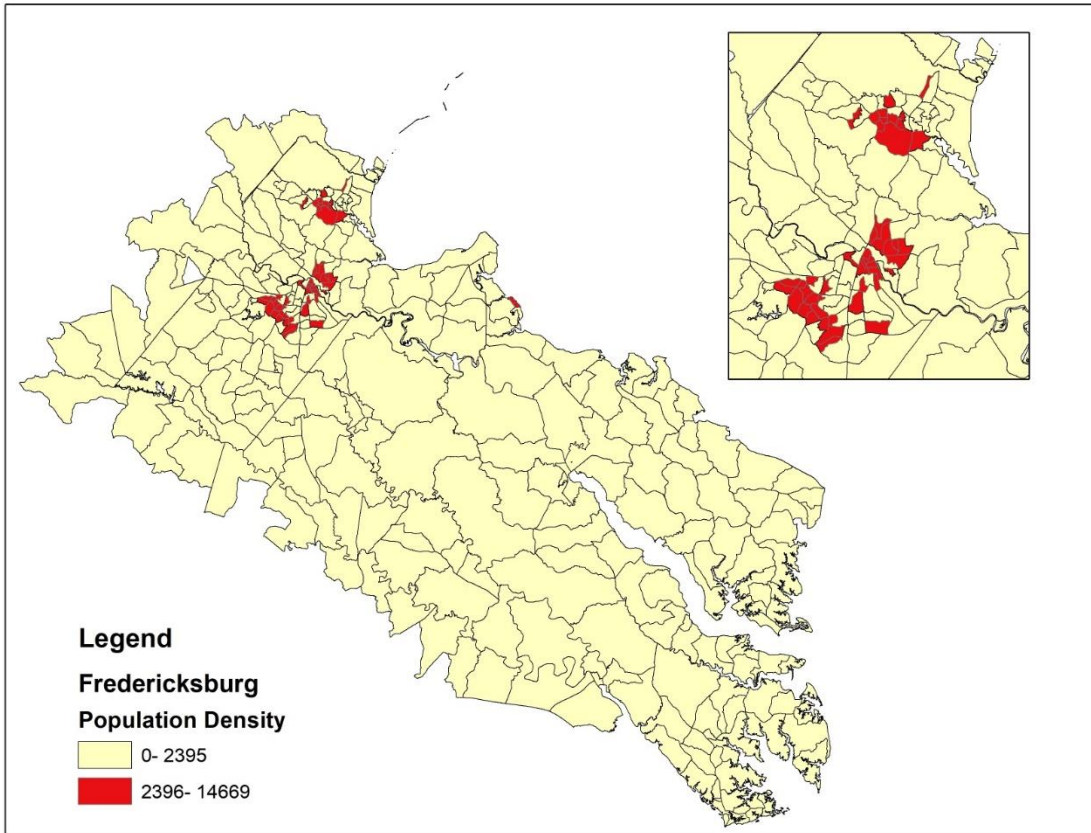 Legend
Fredericksburg
Population Density
0- 2395
2396- 14669